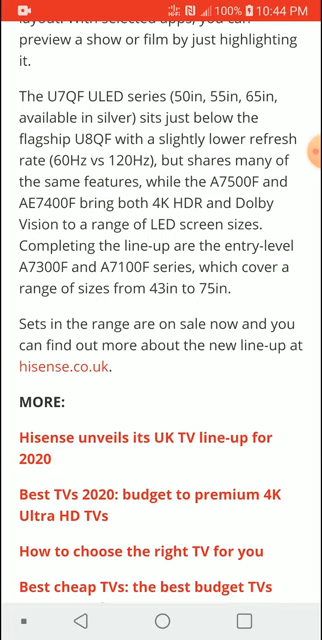 100% 10:44 PM
layout. With selected apps, you can
preview a show or film by just highlighting
it.
The U7QF ULED series (50in, 55in, 65in,
available in silver) sits just below the
flagship U8QF with a slightly lower refresh
rate (60Hz vs 120Hz), but shares many of
the same features, while the A7500F and
AE7400F bring both 4K HDR and Dolby
Vision to a range of LED screen sizes.
Completing the line-up are the entry-level
A7300F and A7100F series, which cover a
range of sizes from 43in to 75in.
Sets in the range are on sale now and you
can find out more about the new line-up at
hisense.co.uk.
MORE:
Hisense unveils its UK TV line-up for
2020
Best TVs 2020: budget to premium 4K
Ultra HD TVs
How to choose the right TV for you
Best cheap TVs: the best budget TVs